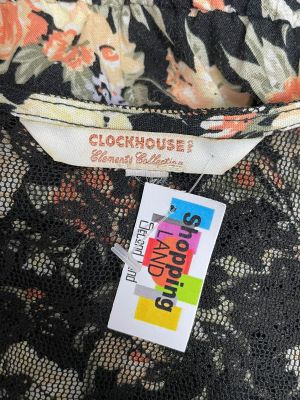 CLOCKHOUSE C&A
Elements Collection
Shopping
LAND